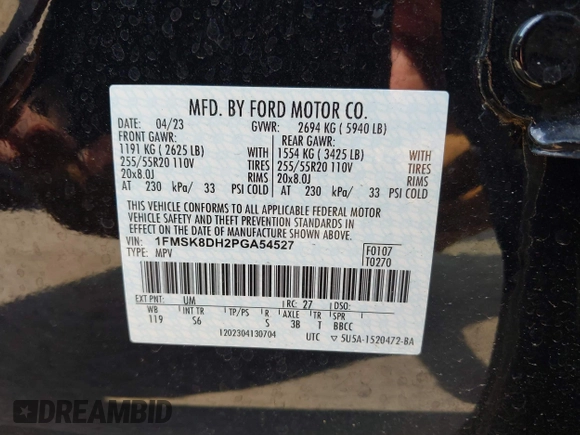 MFD. BY FORD MOTOR CO.
DATE: 04/23 GVWR: 2694 KG ( 5940 LB)
FRONT GAWR: REAR GAWR:
1191 KG ( 2625 LB) WITH 1554 KG ( 3425 LB) WITH
255/55R20 110V TIRES 255/55R20 110V TIRES
20x8.0J RIMS 20x8.0J RIMS
AT 230 kPa/ 33 PSI COLD AT 230 kPa/ 33 PSI COLD
THIS VEHICLE CONFORMS TO ALL APPLICABLE FEDERAL MOTOR
VEHICLE SAFETY AND THEFT PREVENTION STANDARDS IN
EFFECT ON THE DATE OF MANUFACTURE SHOWN ABOVE.
VIN: 1FMSK8DH2PGA54527 F0107
TYPE: MPV T0270
EXT PNT: UM RC: 27 DSO:
WB INT TR TP/PS R AXLE TR SPR
119 S6 S 3B T BBCC
1202304130704 UTC ▽ 5U5A-1520472-BA
DREAMBID